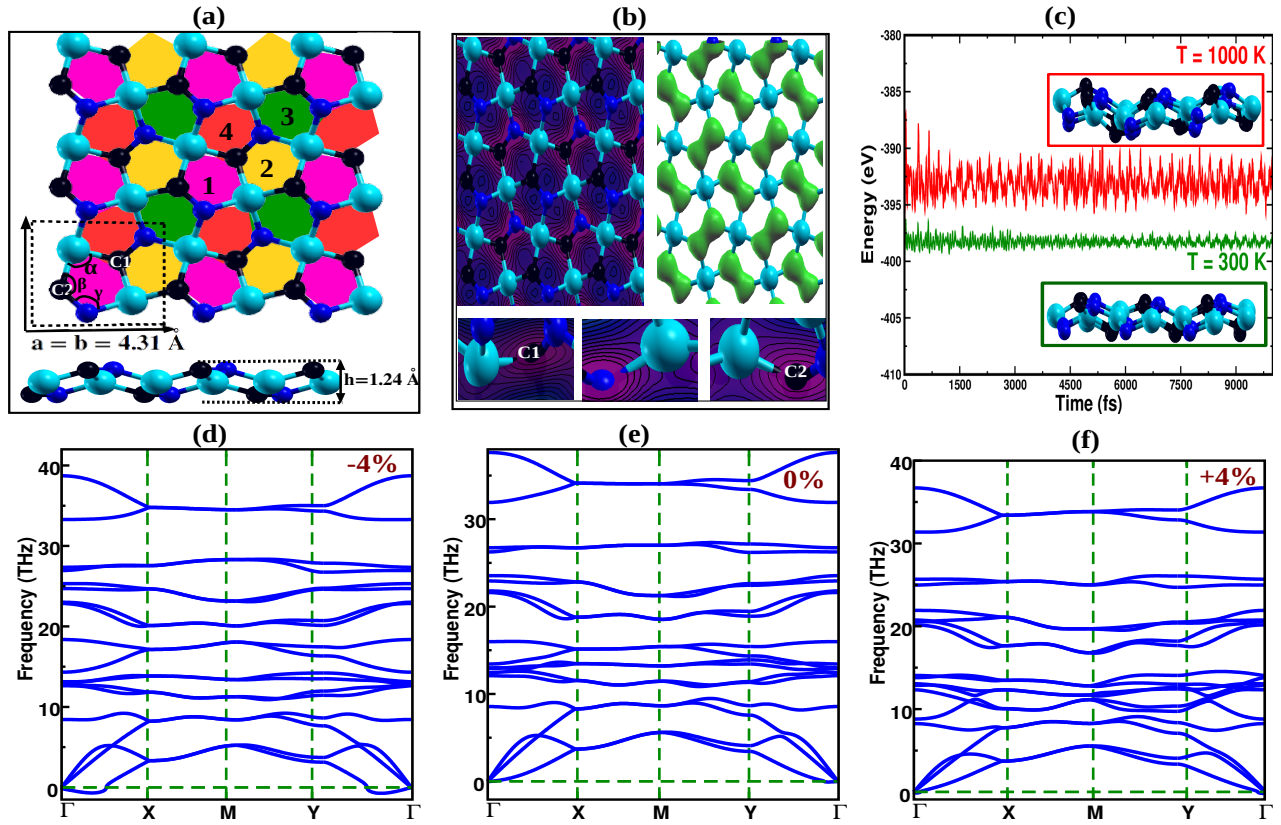 (a)
4
3
1
2
α
C1
C2
β
γ
a = b = 4.31 Å
h=1.24 Å
(b)
C1
C2
(c)
-380
-385
-390
-395
-400
-405
-410
Energy (eV)
T = 1000 K
T = 300 K
0
1500
3000
4500
6000
7500
9000
Time (fs)
(d)
-4%
40
30
20
10
0
Frequency (THz)
Γ
X
M
Y
Γ
(e)
0%
30
20
10
0
Frequency (THz)
Γ
X
M
Y
Γ
(f)
+4%
40
30
20
10
0
Frequency (THz)
Γ
X
M
Y
Γ